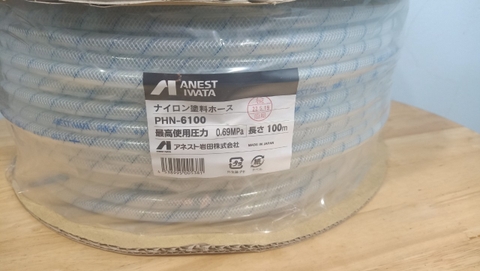 ANEST
IWATA
ナイロン塗料ホース
PHN-6100
最高使用圧力 0.69MPa 長さ 100m
アネスト岩田株式会社
MADE IN JAPAN